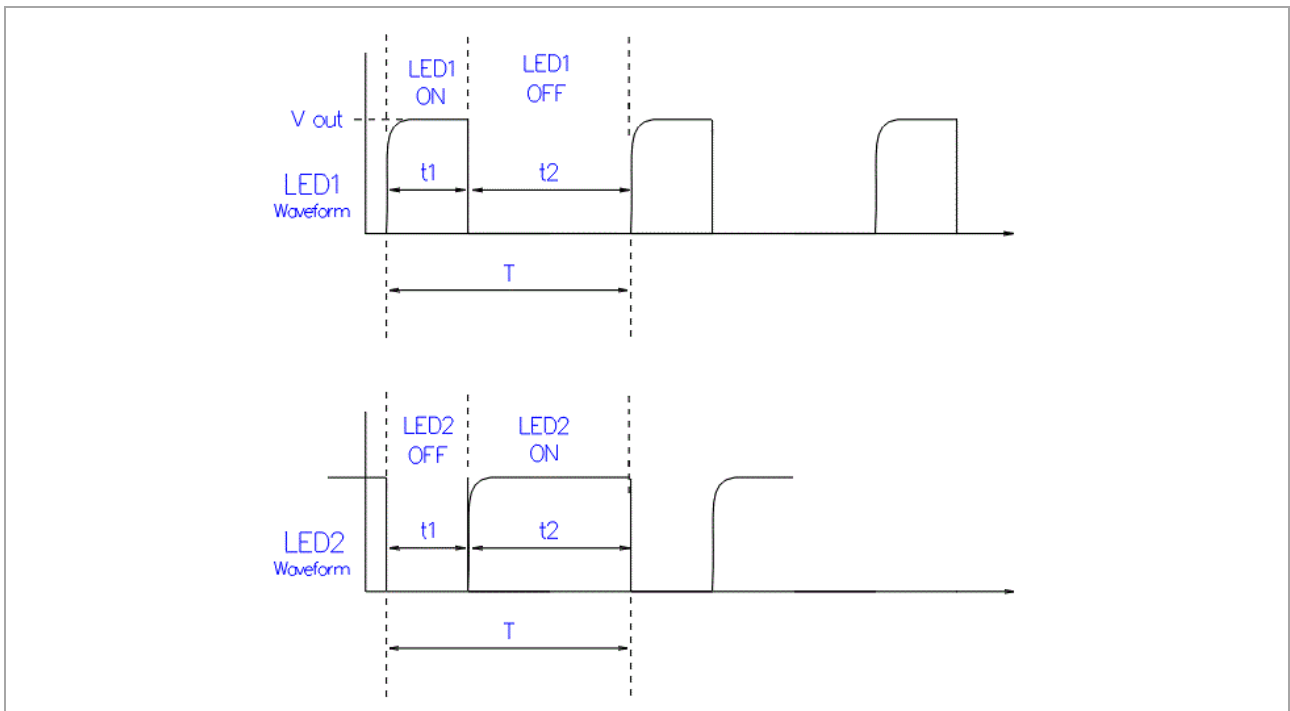 LED1
ON
LED1
OFF
V out
t1
t2
LED1
Waveform
T
LED2
OFF
LED2
ON
t1
t2
LED2
Waveform
T